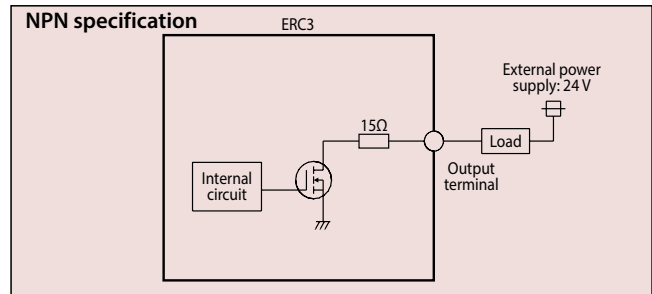 NPN specification
ERC3
External power
supply: 24 V
15Ω
Load
Output
terminal
Internal
circuit